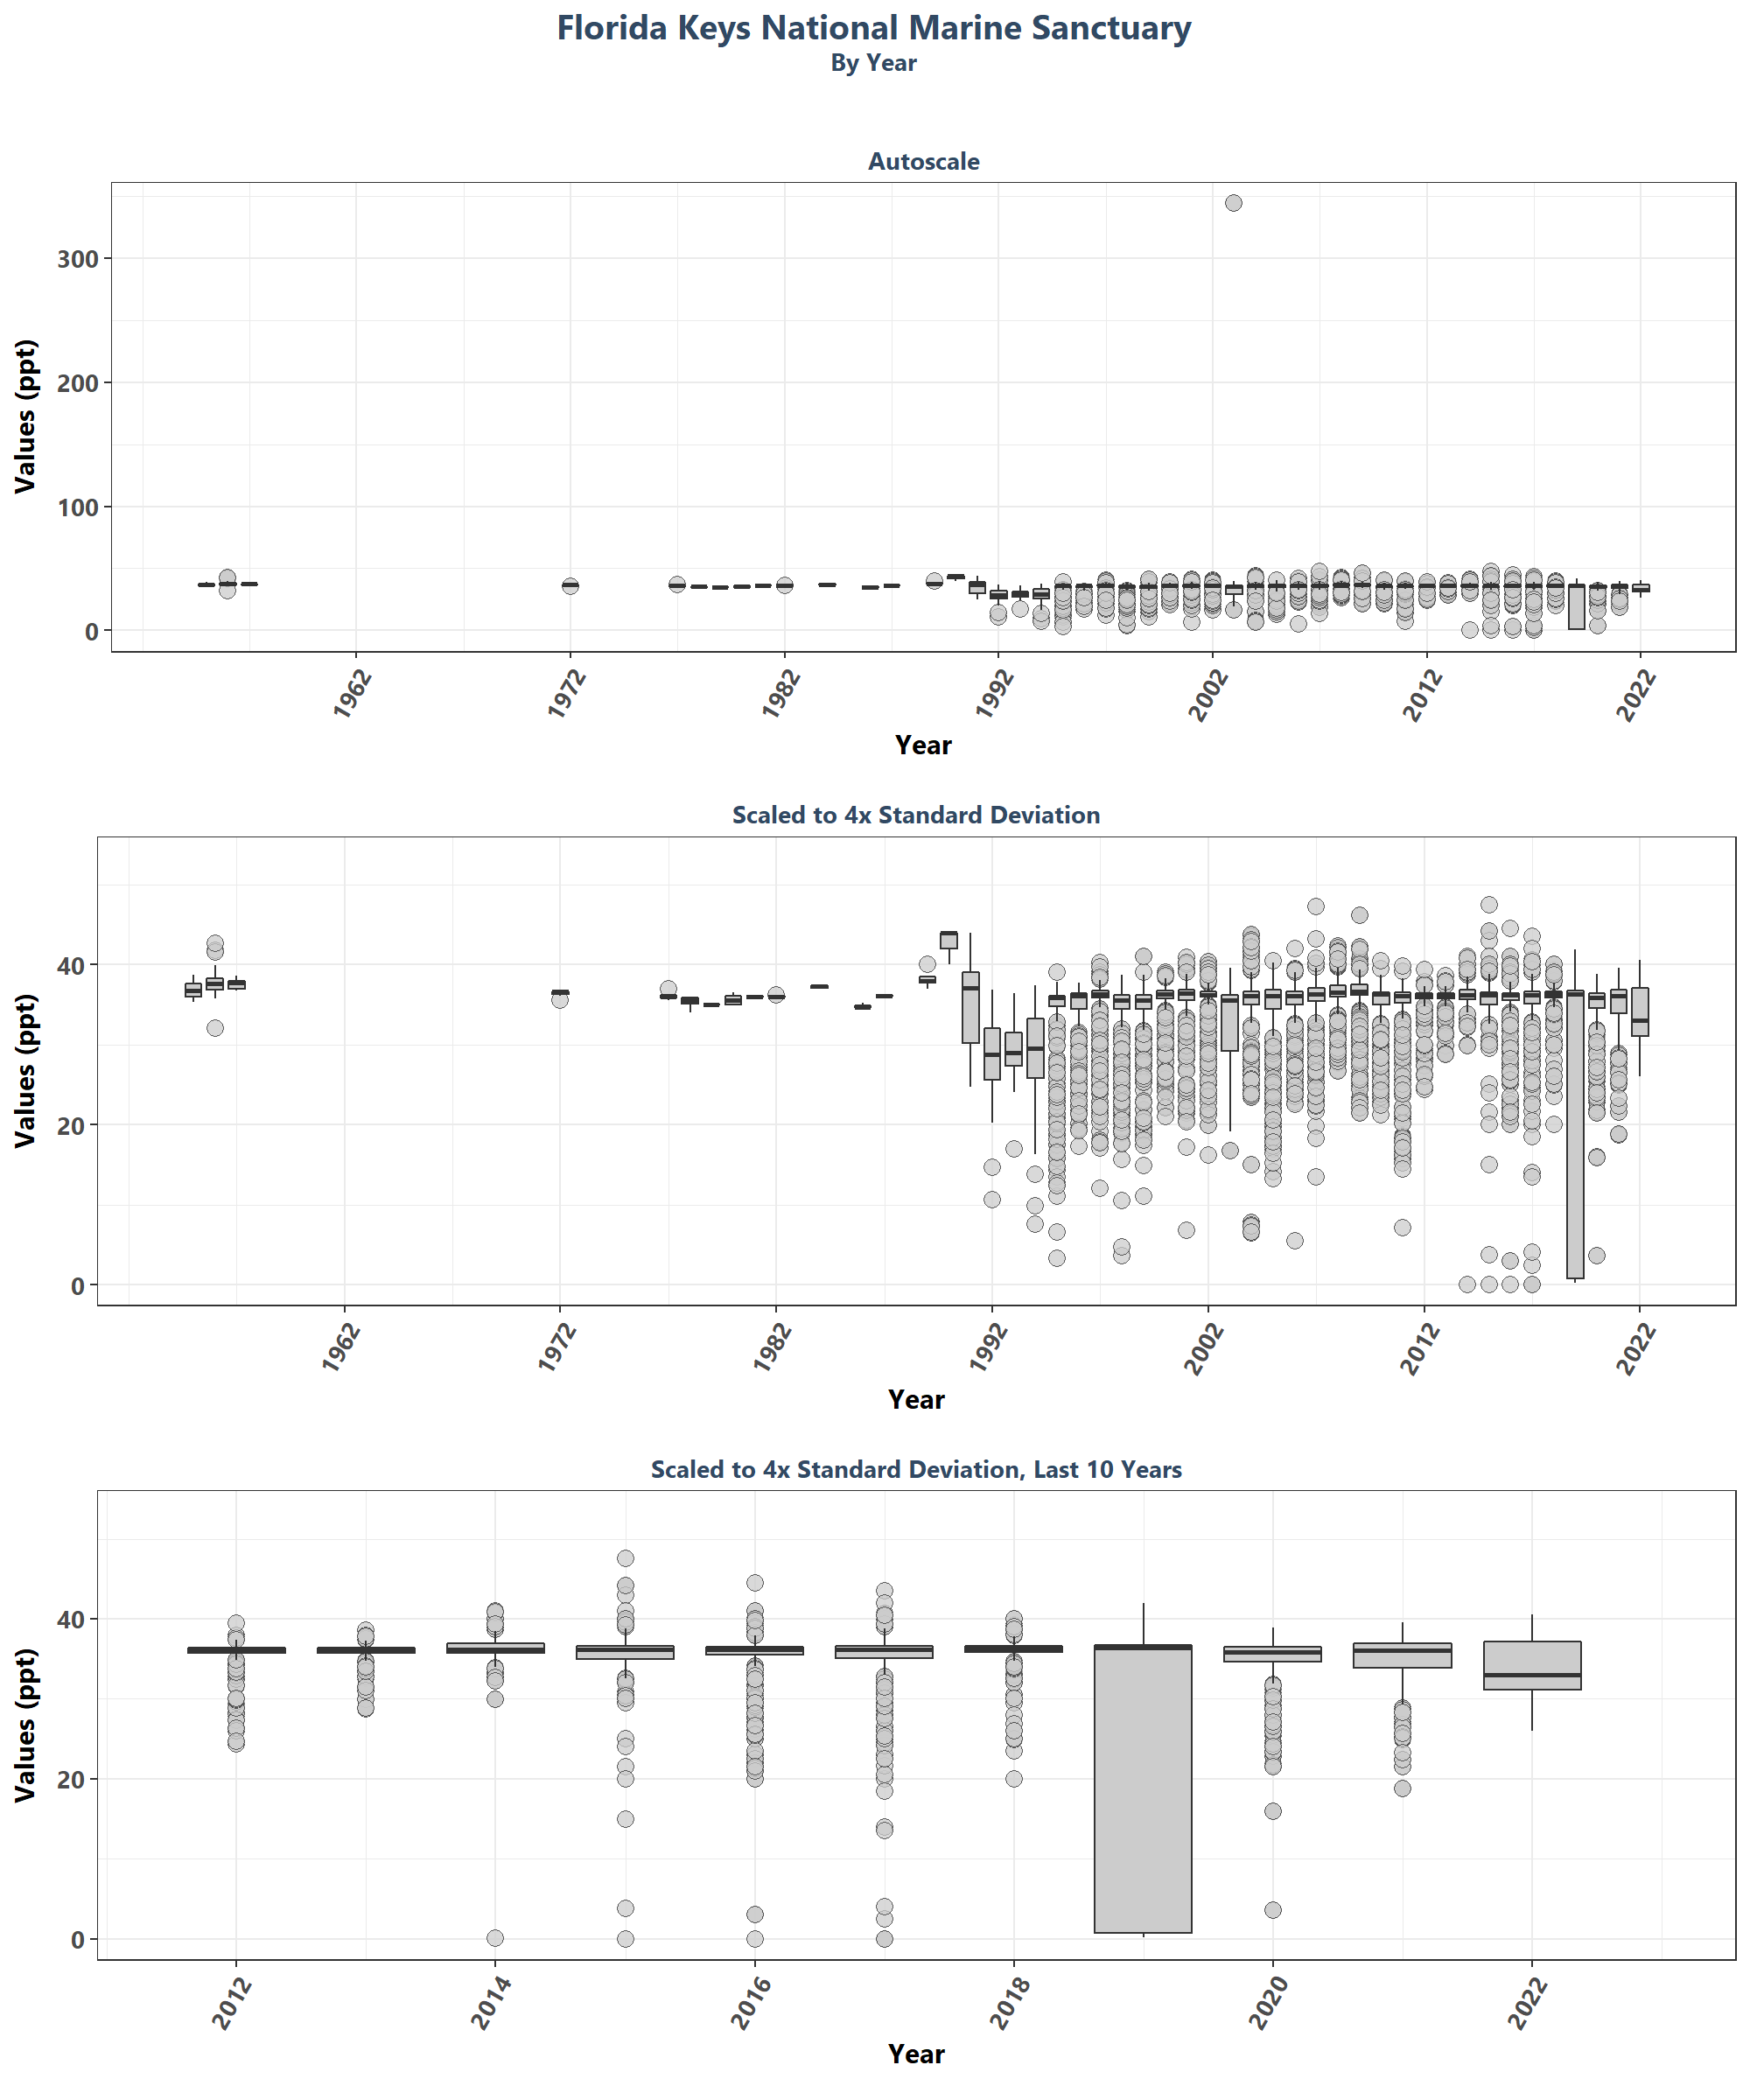 Florida Keys National Marine Sanctuary
By Year
Autoscale
Values (ppt)
300
200
100
0
1962
1972
1982
1992
2002
2012
2022
Year
Scaled to 4x Standard Deviation
Values (ppt)
40
20
0
1962
1972
1982
1992
2002
2012
2022
Year
Scaled to 4x Standard Deviation, Last 10 Years
Values (ppt)
40
20
0
2012
2014
2016
2018
2020
2022
Year